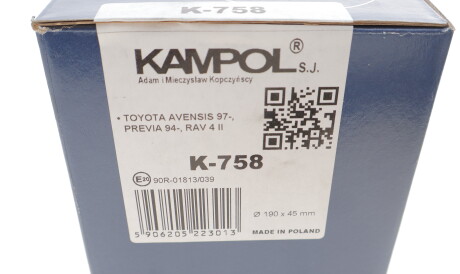 K-758
KAMPOL® S.J.
Adam i Mieczysław Kopczyńscy
• TOYOTA AVENSIS 97-,
PREVIA 94-, RAV 4 II
K-758
E20 90R-01813/039
Ø 190 x 45 mm
5 906205 223013
MADE IN POLAND